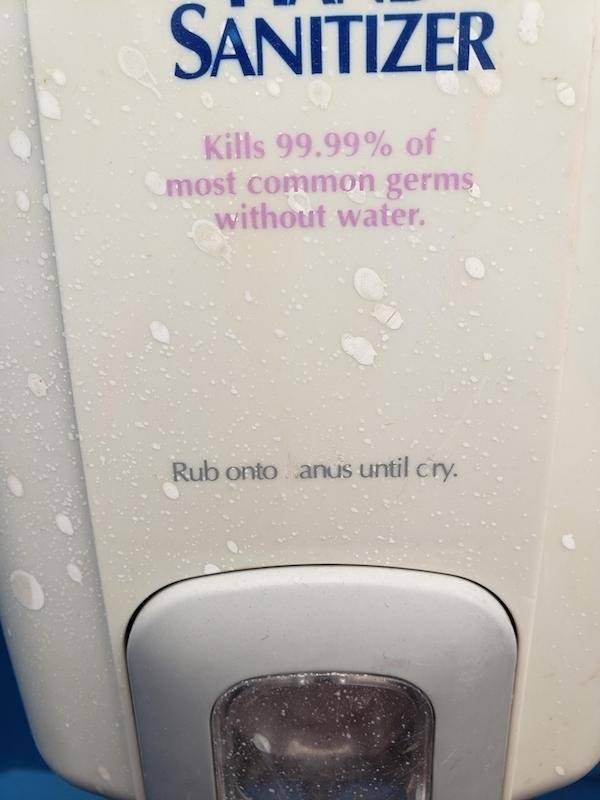 SANITIZER
Kills 99.99% of
most common germs
without water.
Rub onto anus until cry.